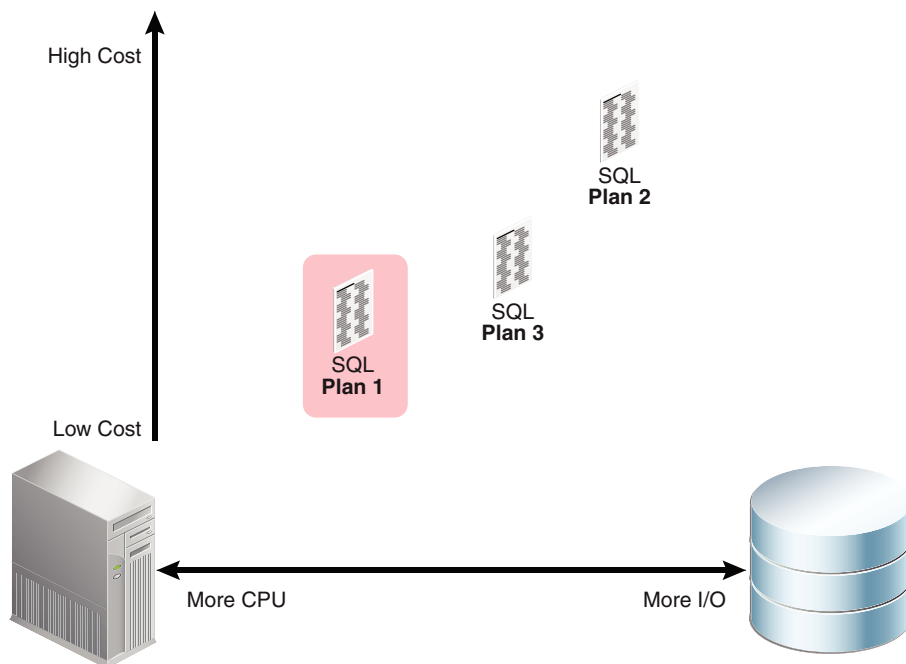 High Cost
SQL
Plan 2
SQL
Plan 3
SQL
Plan 1
Low Cost
More CPU
More I/O